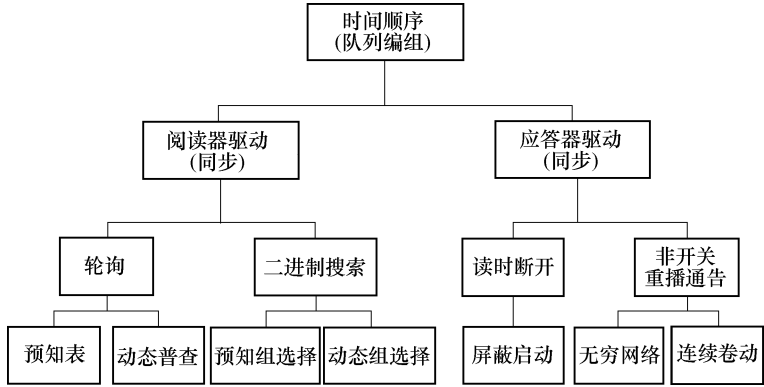 时间顺序
(队列编组)
阅读器驱动
(同步)
应答器驱动
(同步)
轮询
二进制搜索
读时断开
非开关
重播通告
预知表
动态普查
预知组选择
动态组选择
屏蔽启动
无穷网络
连续卷动